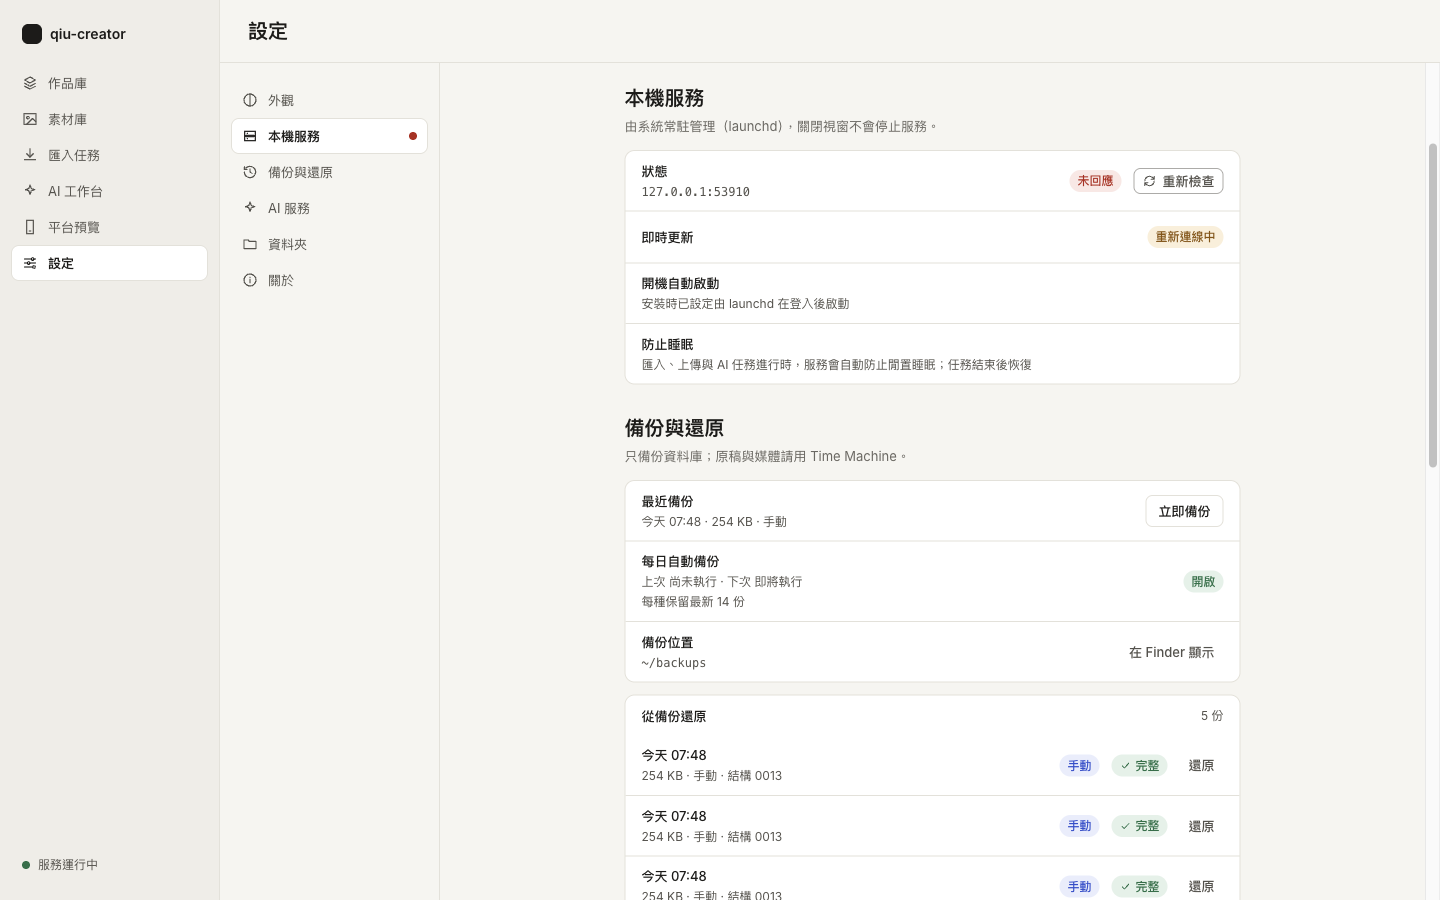 qiu-creator
作品庫
素材庫
匯入任務
AI 工作台
平台預覽
設定
服務運行中
設定
外觀
本機服務
備份與還原
AI 服務
資料夾
關於
本機服務
由系統常駐管理（launchd），關閉視窗不會停止服務。
狀態
127.0.0.1:53910
未回應
重新檢查
即時更新
重新連線中
開機自動啟動
安裝時已設定由 launchd 在登入後啟動
防止睡眠
匯入、上傳與 AI 任務進行時，服務會自動防止閒置睡眠；任務結束後恢復
備份與還原
只備份資料庫；原稿與媒體請用 Time Machine。
最近備份
今天 07:48 · 254 KB · 手動
立即備份
每日自動備份
上次 尚未執行 · 下次 即將執行
每種保留最新 14 份
開啟
備份位置
~/backups
在 Finder 顯示
從備份還原
5 份
今天 07:48
254 KB · 手動 · 結構 0013
手動
完整
還原
今天 07:48
254 KB · 手動 · 結構 0013
手動
完整
還原
今天 07:48
254 KB · 手動 · 結構 0013
手動
完整
還原